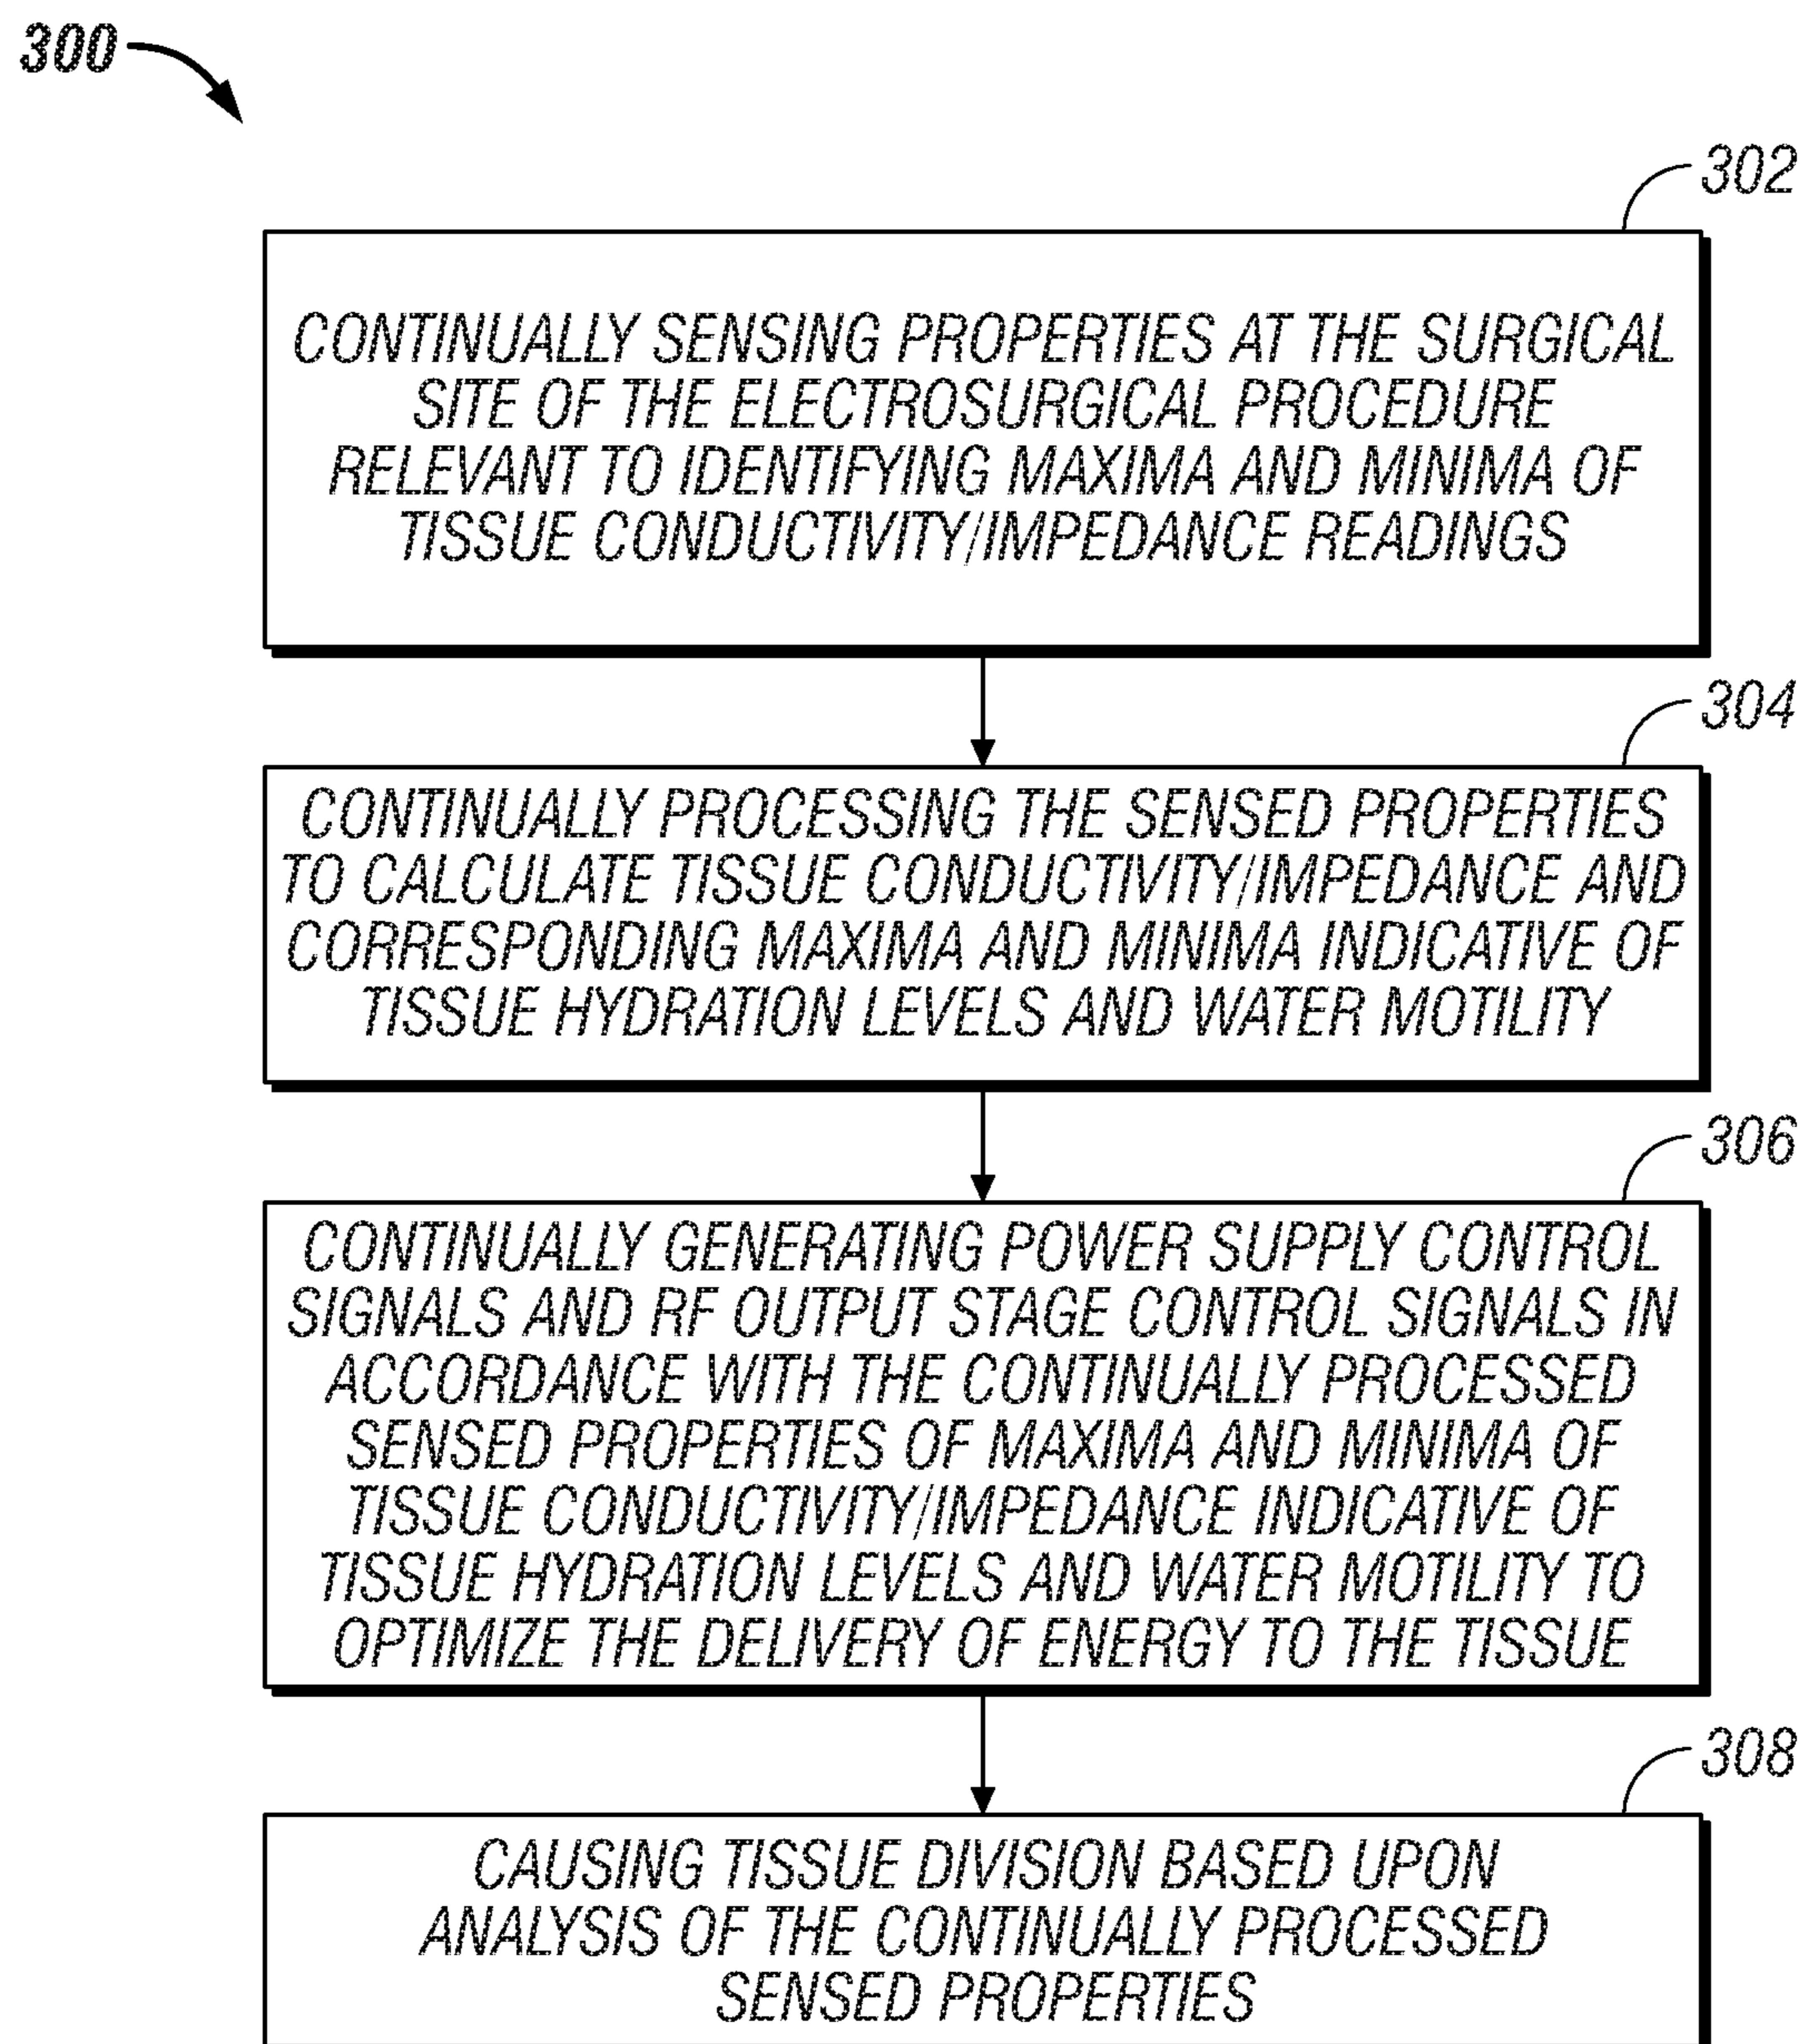 300
302
CONTINUALLY SENSING PROPERTIES AT THE SURGICAL
SITE OF THE ELECTROSURGICAL PROCEDURE
RELEVANT TO IDENTIFYING MAXIMA AND MINIMA OF
TISSUE CONDUCTIVITY/IMPEDANCE READINGS
304
CONTINUALLY PROCESSING THE SENSED PROPERTIES
TO CALCULATE TISSUE CONDUCTIVITY/IMPEDANCE AND
CORRESPONDING MAXIMA AND MINIMA INDICATIVE OF
TISSUE HYDRATION LEVELS AND WATER MOTILITY
306
CONTINUALLY GENERATING POWER SUPPLY CONTROL
SIGNALS AND RF OUTPUT STAGE CONTROL SIGNALS IN
ACCORDANCE WITH THE CONTINUALLY PROCESSED
SENSED PROPERTIES OF MAXIMA AND MINIMA OF
TISSUE CONDUCTIVITY/IMPEDANCE INDICATIVE OF
TISSUE HYDRATION LEVELS AND WATER MOTILITY TO
OPTIMIZE THE DELIVERY OF ENERGY TO THE TISSUE
308
CAUSING TISSUE DIVISION BASED UPON
ANALYSIS OF THE CONTINUALLY PROCESSED
SENSED PROPERTIES